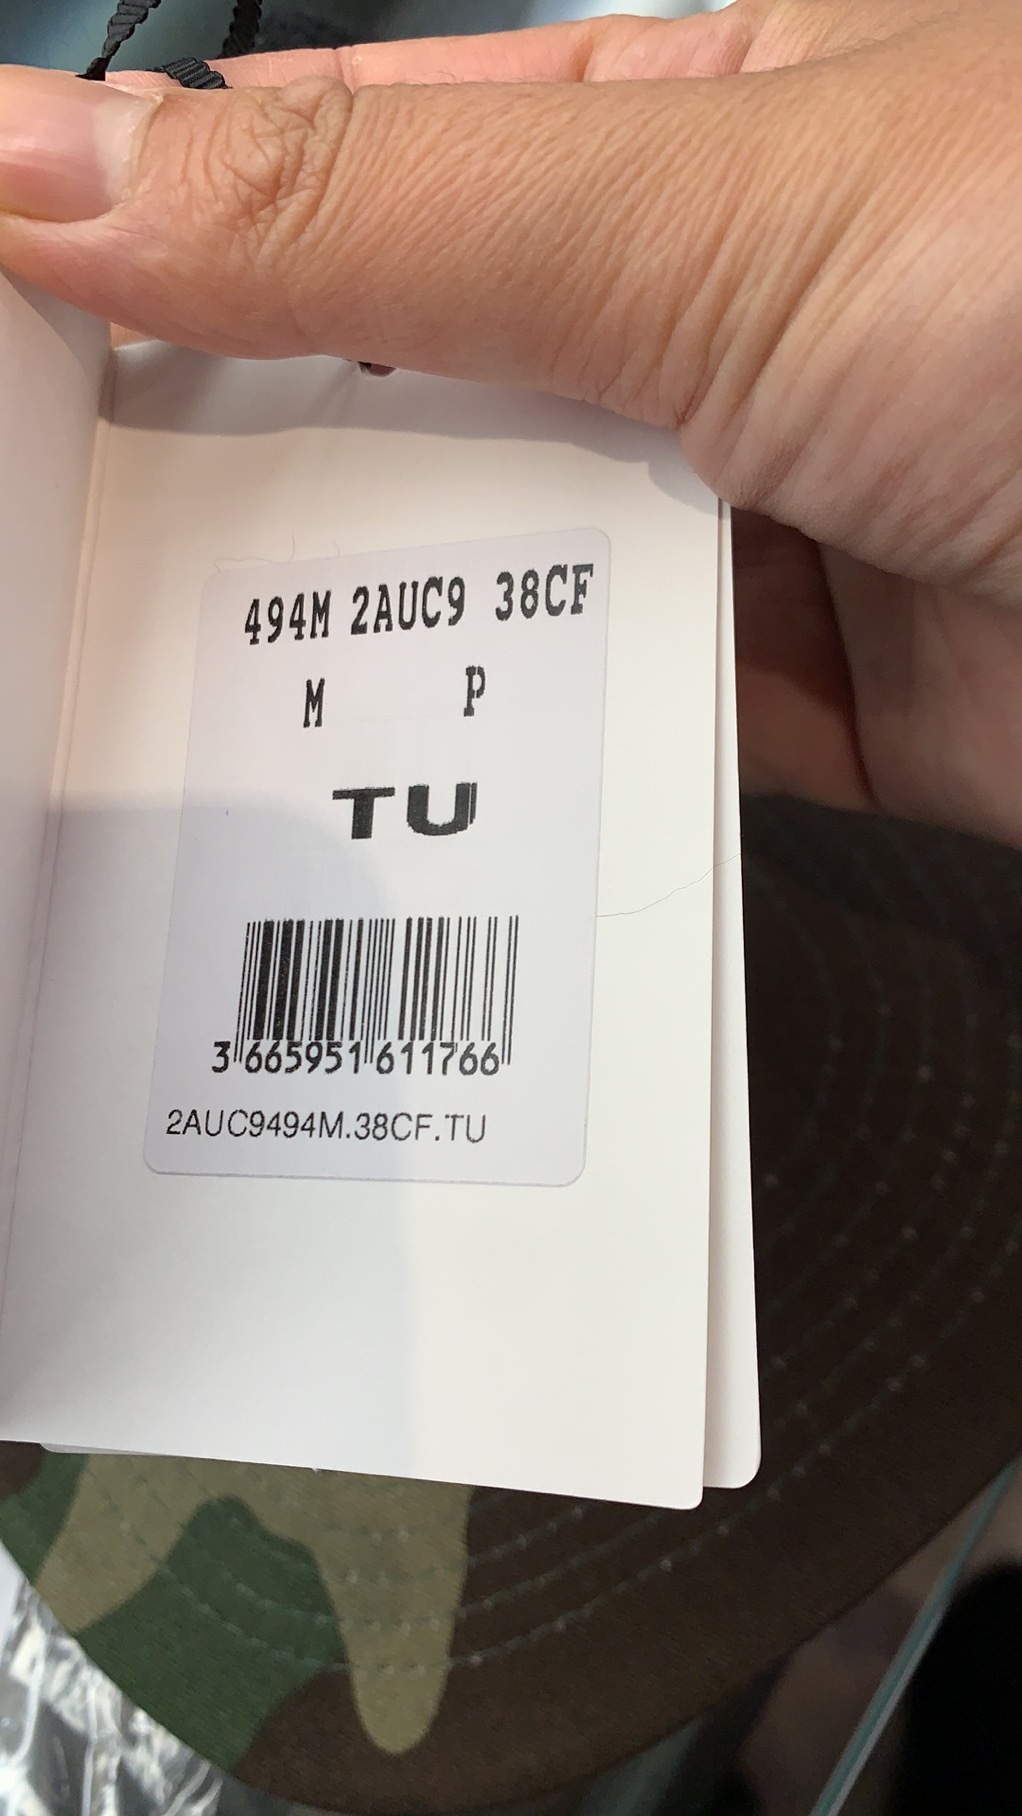 494M 2AUC9 38CF
M P
TU
3 665951 611766
2AUC9494M.38CF.TU